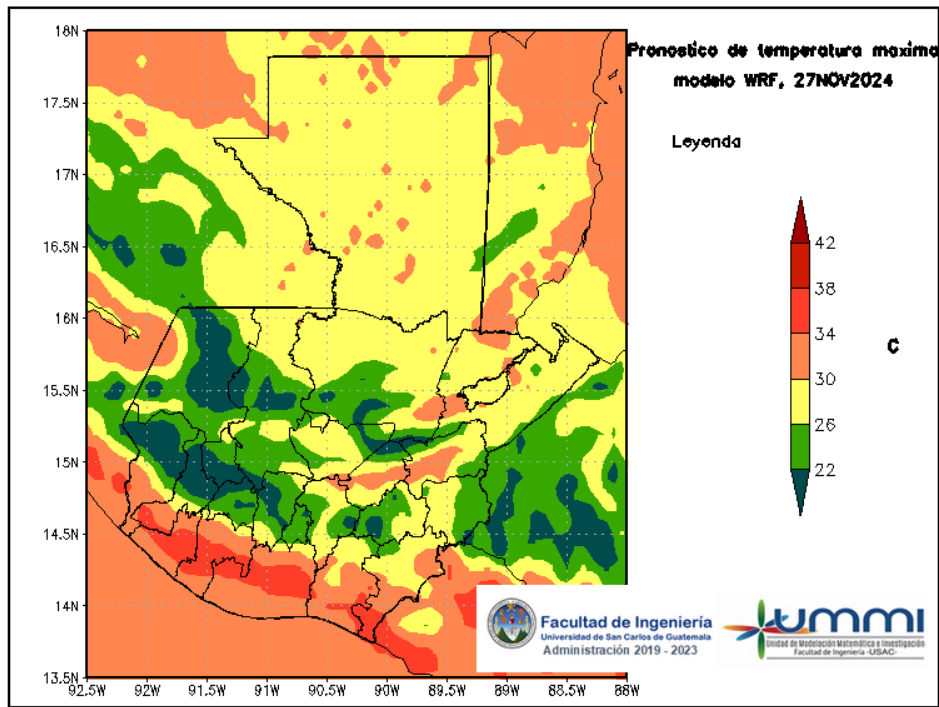 Pronostico de temperatura maxima
modelo WRF, 27NOV2024
Leyenda
42
38
34
30
26
22
C
18N
17.5N
17N
16.5N
16N
15.5N
15N
14.5N
14N
13.5N
92.5W 92W 91.5W 91W 90.5W 90W 89.5W 89W 88.5W 88W
Facultad de Ingeniería
Universidad de San Carlos de Guatemala
Administración 2019 - 2023
UMMI
Unidad de Modelación Matemática e Investigación
Facultad de Ingeniería -USAC-